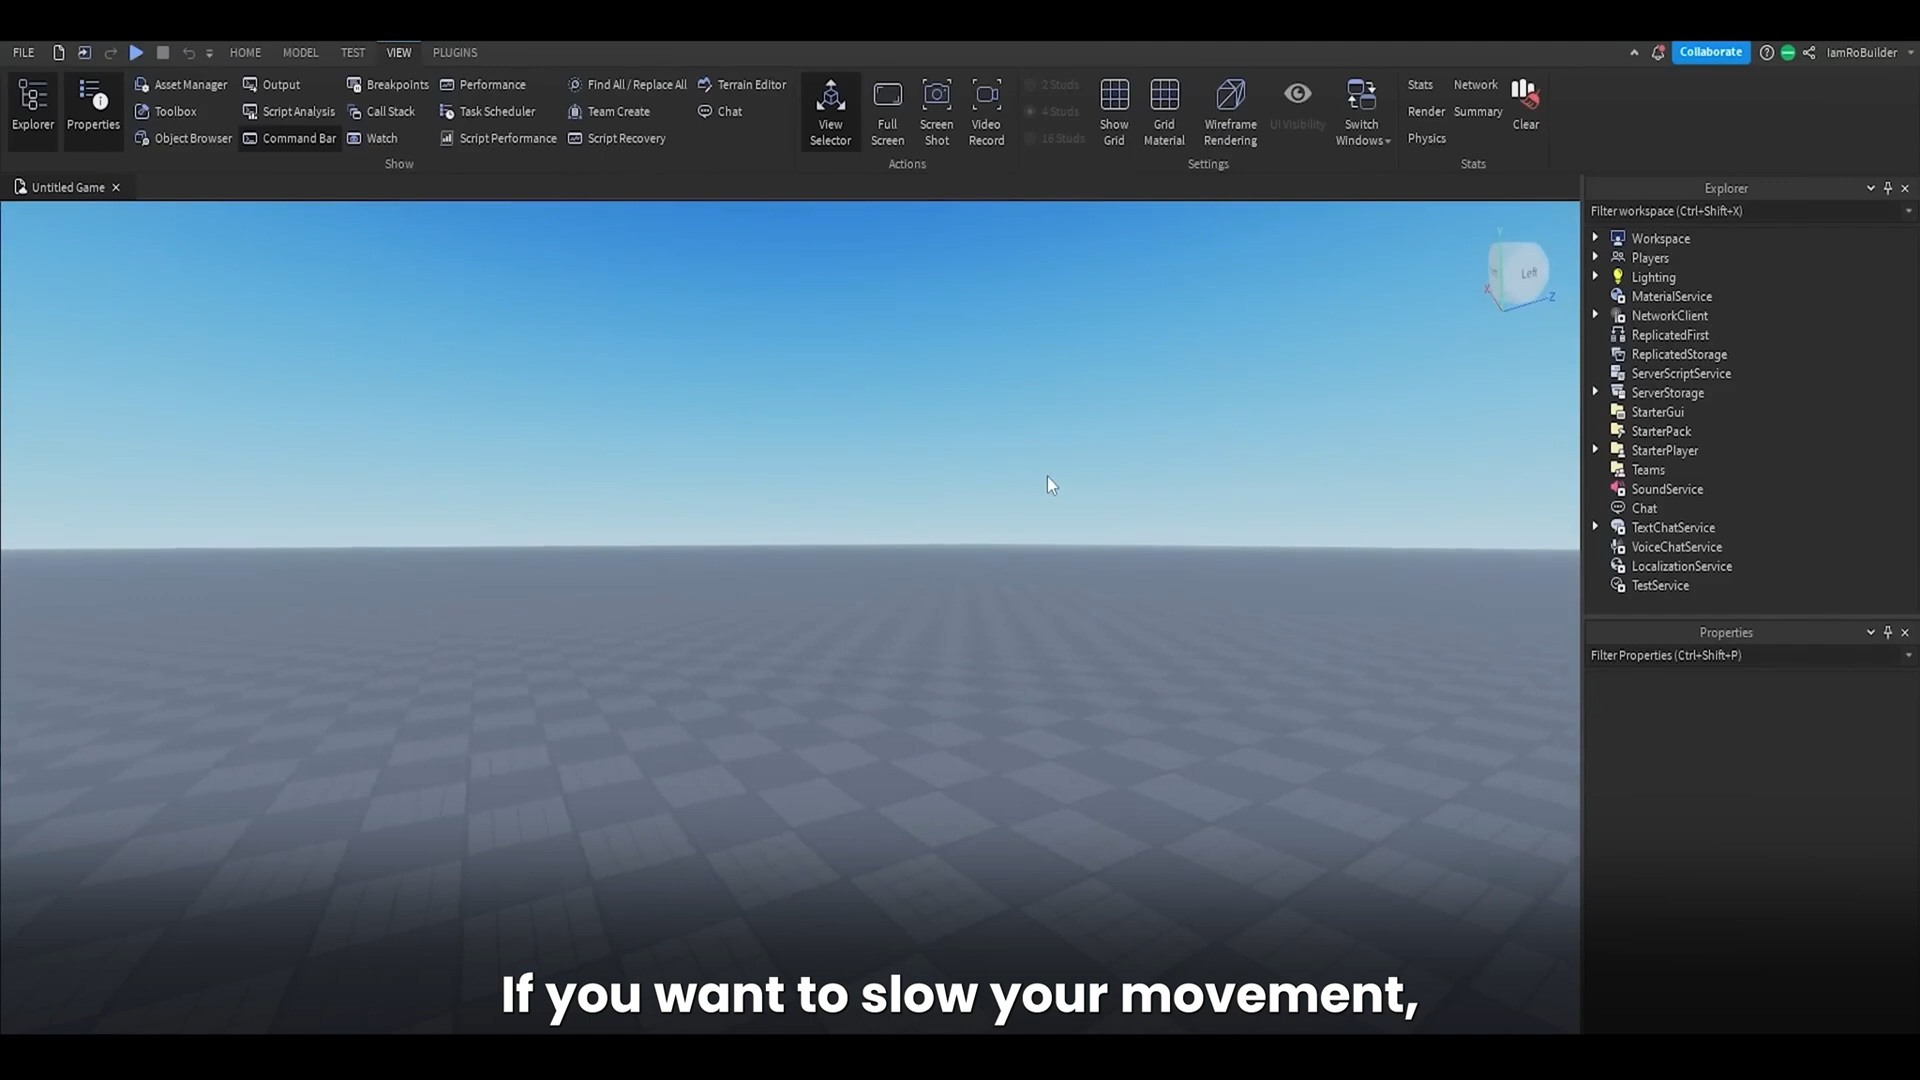 FILE HOME MODEL TEST VIEW PLUGINS Collaborate IamRoBuilder
Explorer
Properties
Asset Manager
Toolbox
Object Browser
Output
Script Analysis
Command Bar
Breakpoints
Call Stack
Watch
Performance
Task Scheduler
Script Performance
Find All / Replace All
Team Create
Script Recovery
Terrain Editor
Chat
Show
View
Selector
Full
Screen
Screen
Shot
Video
Record
Actions
2 Studs
4 Studs
16 Studs
Show
Grid
Grid
Material
Wireframe
Rendering
UI Visibility
Switch
Windows
Settings
Stats
Render
Physics
Network
Summary
Clear
Stats
Untitled Game
Y
Left
X
Z
Explorer
Filter workspace (Ctrl+Shift+X)
Workspace
Players
Lighting
MaterialService
NetworkClient
ReplicatedFirst
ReplicatedStorage
ServerScriptService
ServerStorage
StarterGui
StarterPack
StarterPlayer
Teams
SoundService
Chat
TextChatService
VoiceChatService
LocalizationService
TestService
Properties
Filter Properties (Ctrl+Shift+P)
If you want to slow your movement,